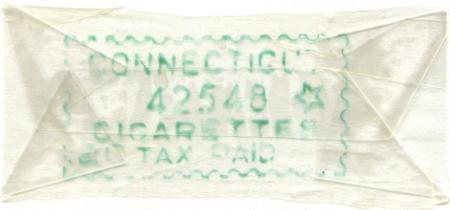 CONNECTICUT
42548 ☆
CIGARETTES
TAX PAID